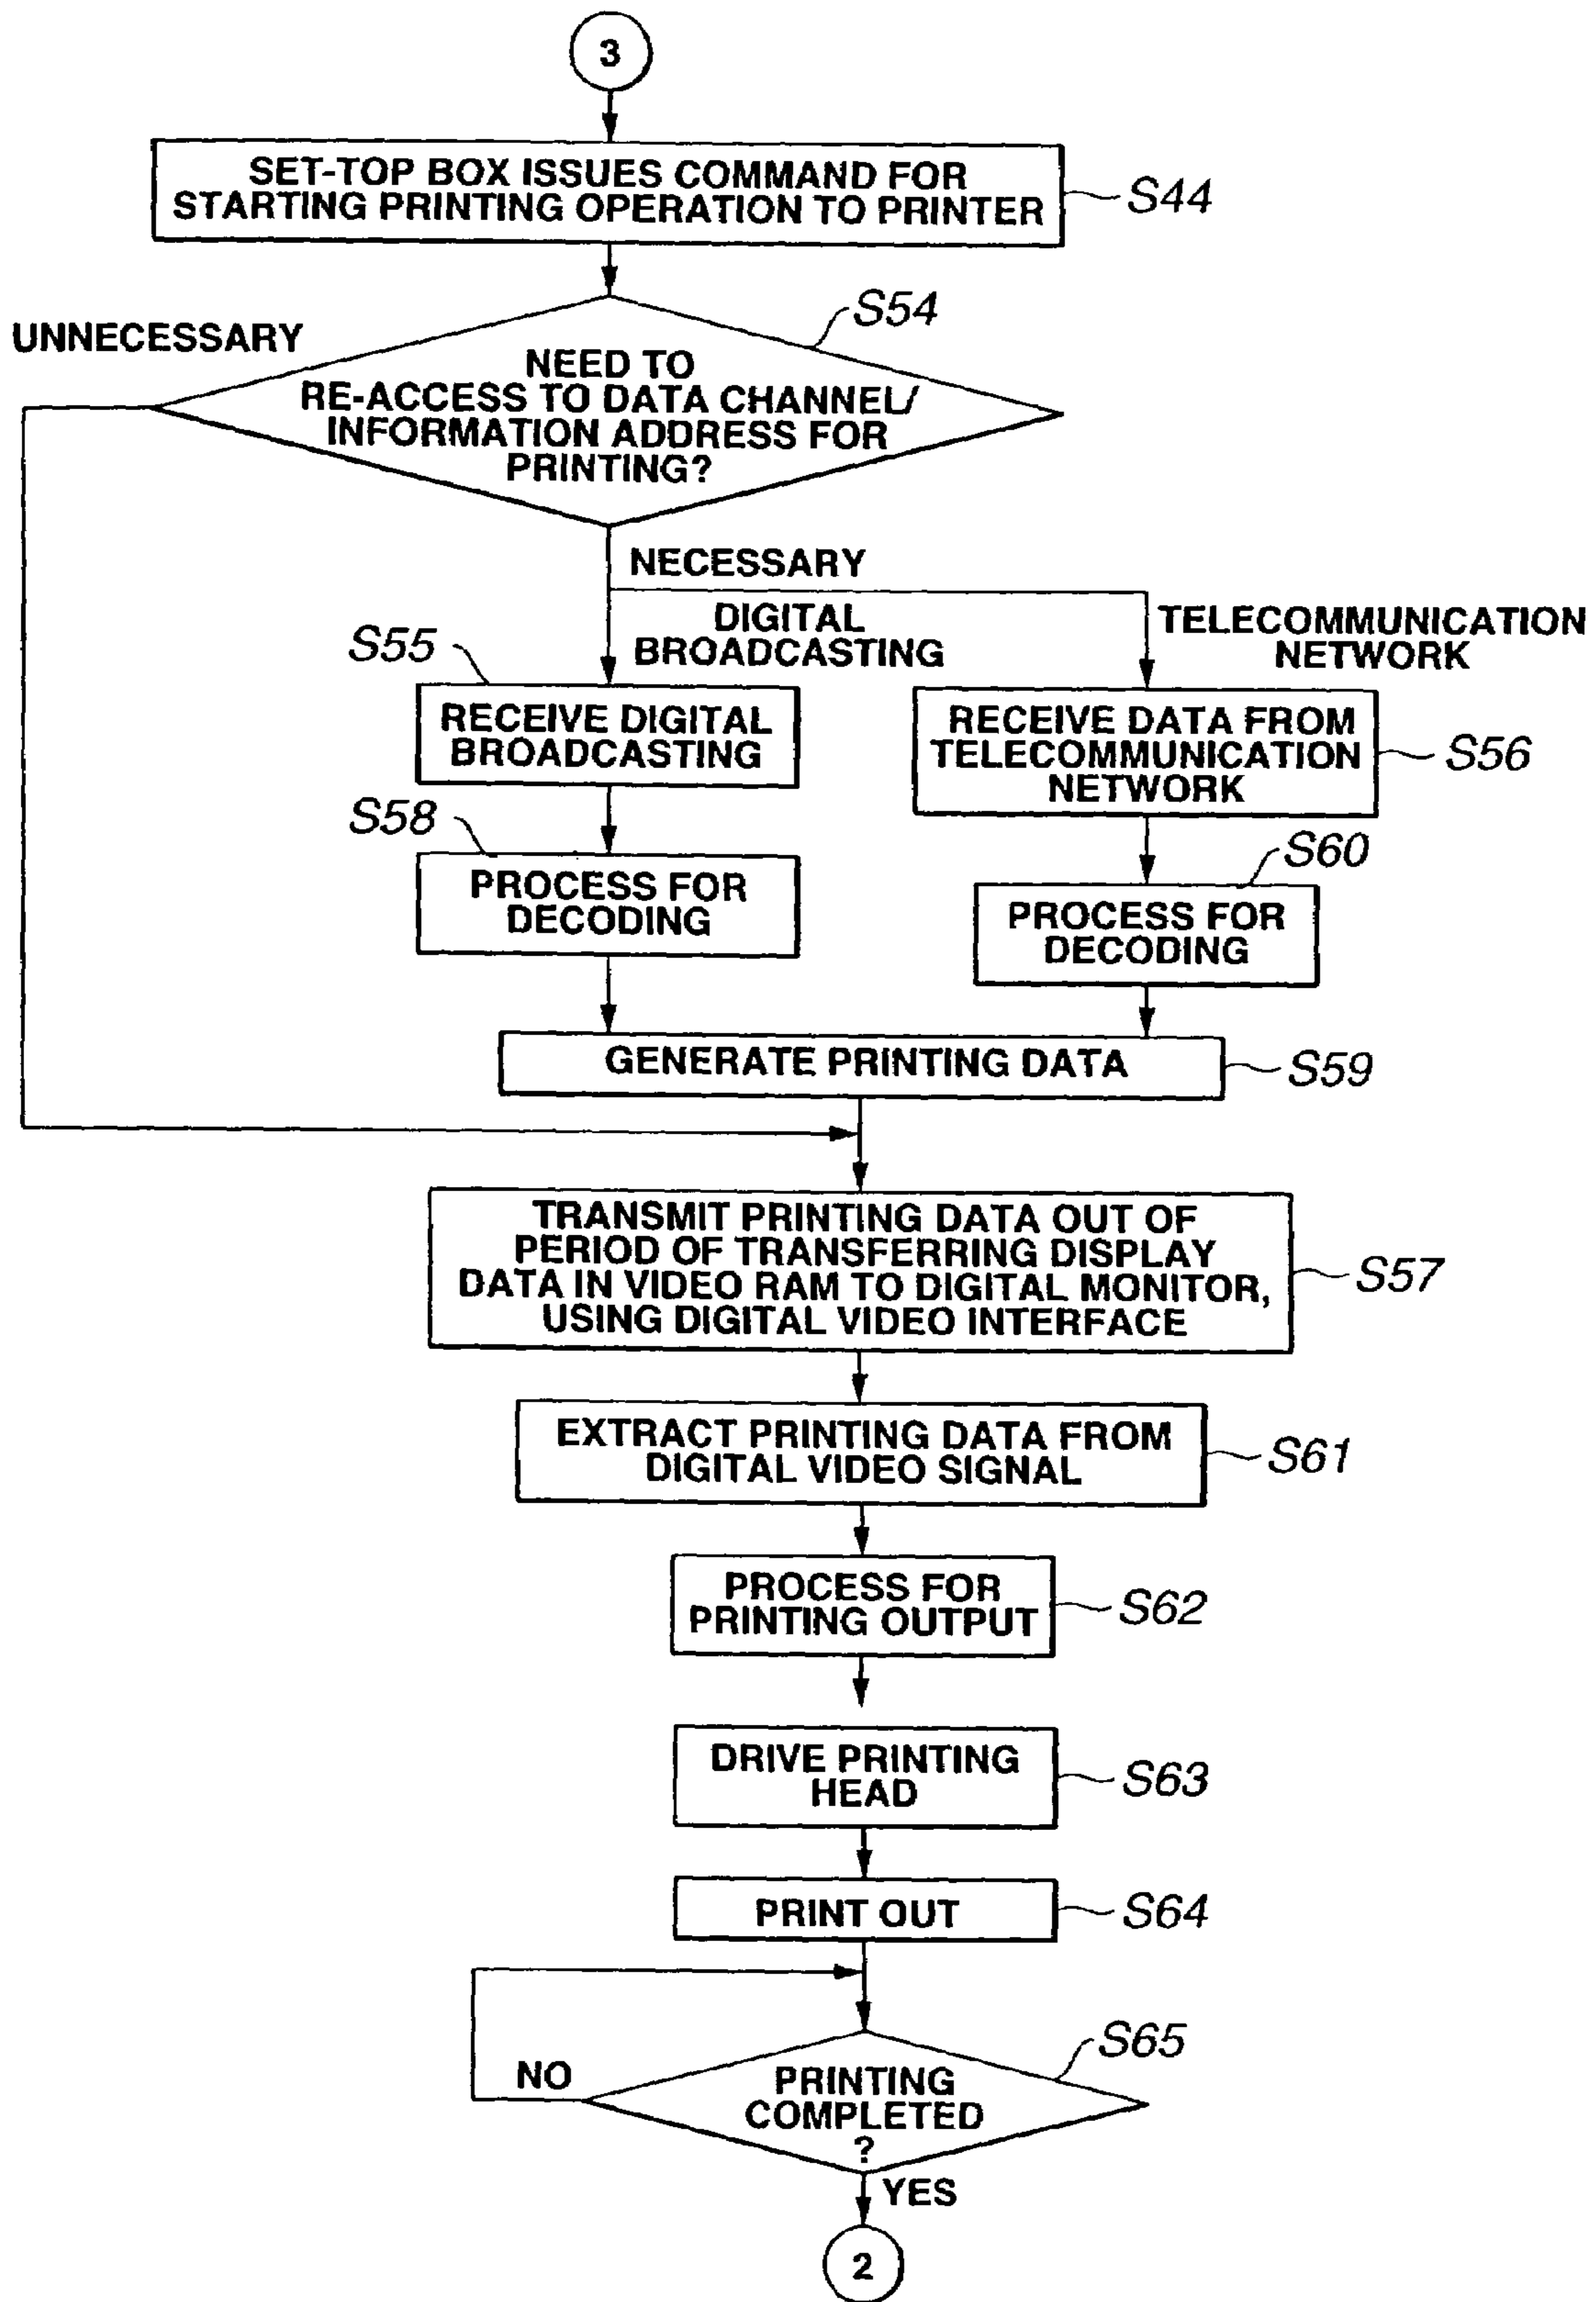 3
SET-TOP BOX ISSUES COMMAND FOR
STARTING PRINTING OPERATION TO PRINTER
S44
S54
UNNECESSARY
NEED TO
RE-ACCESS TO DATA CHANNEL/
INFORMATION ADDRESS FOR
PRINTING?
NECESSARY
DIGITAL
BROADCASTING
TELECOMMUNICATION
NETWORK
S55
RECEIVE DIGITAL
BROADCASTING
RECEIVE DATA FROM
TELECOMMUNICATION
NETWORK
S56
S58
PROCESS FOR
DECODING
S60
PROCESS FOR
DECODING
GENERATE PRINTING DATA
S59
TRANSMIT PRINTING DATA OUT OF
PERIOD OF TRANSFERRING DISPLAY
DATA IN VIDEO RAM TO DIGITAL MONITOR,
USING DIGITAL VIDEO INTERFACE
S57
EXTRACT PRINTING DATA FROM
DIGITAL VIDEO SIGNAL
S61
PROCESS FOR
PRINTING OUTPUT
S62
DRIVE PRINTING
HEAD
S63
PRINT OUT
S64
S65
NO
PRINTING
COMPLETED
?
YES
2